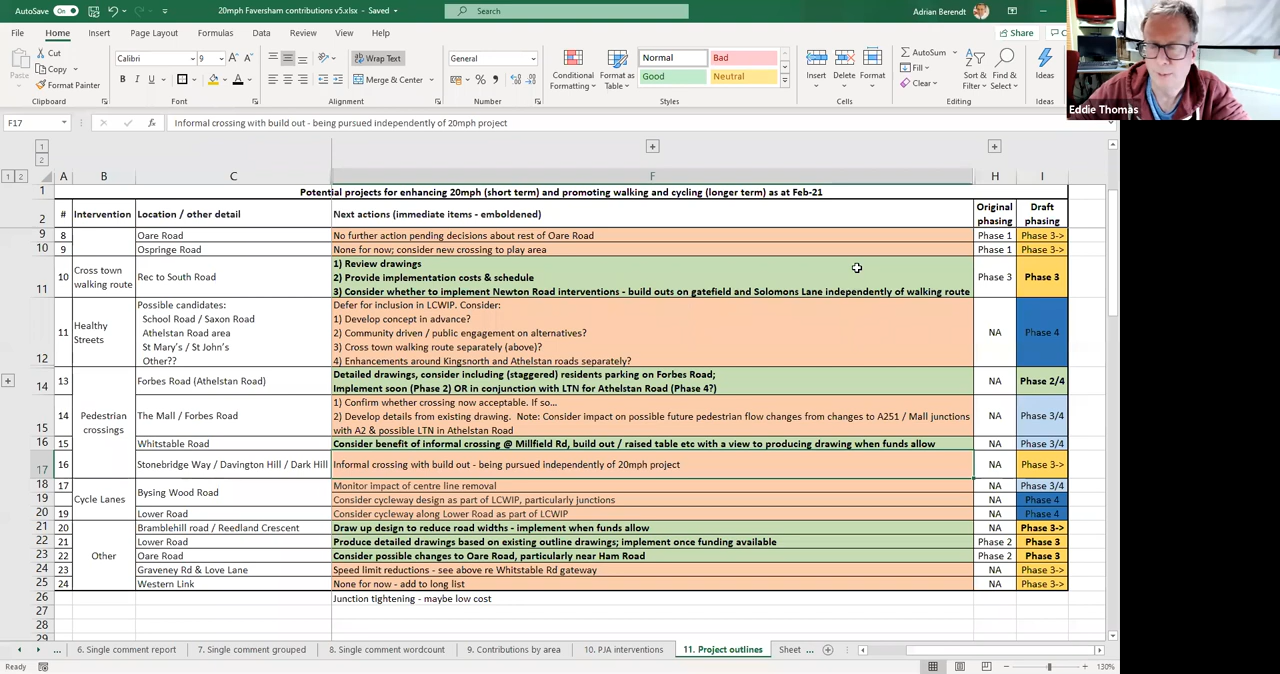 AutoSave On 20mph Faversham contributions v5.xlsx - Saved Search Adrian Berendt
File Home Insert Page Layout Formulas Data Review View Help Share
Paste Cut Copy Format Painter Clipboard
Calibri 9 B I U Font
Wrap Text Merge & Center Alignment
General % Number
Conditional Formatting Format as Table Normal Bad Good Neutral Styles
Insert Delete Format Cells
AutoSum Fill Clear Sort & Filter Find & Select Editing
Ideas Ideas
Eddie Thomas
F17 fx Informal crossing with build out - being pursued independently of 20mph project
A B C F H I
1 Potential projects for enhancing 20mph (short term) and promoting walking and cycling (longer term) as at Feb-21
2 # Intervention Location / other detail Next actions (immediate items - emboldened) Original phasing Draft phasing
9 8 Oare Road No further action pending decisions about rest of Oare Road Phase 1 Phase 3->
10 9 Ospringe Road None for now; consider new crossing to play area Phase 1 Phase 3->
11 10 Cross town walking route Rec to South Road 1) Review drawings
2) Provide implementation costs & schedule Phase 3 Phase 3
3) Consider whether to implement Newton Road interventions - build outs on gatefield and Solomons Lane independently of walking route
12 11 Healthy Streets Possible candidates: Defer for inclusion in LCWIP. Consider:
School Road / Saxon Road 1) Develop concept in advance?
Athelstan Road area 2) Community driven / public engagement on alternatives? NA Phase 4
St Mary's / St John's 3) Cross town walking route separately (above)?
Other?? 4) Enhancements around Kingsnorth and Athelstan roads separately?
14 13 Pedestrian crossings Forbes Road (Athelstan Road) Detailed drawings, consider including (staggered) residents parking on Forbes Road; NA Phase 2/4
Implement soon (Phase 2) OR in conjunction with LTN for Athelstan Road (Phase 4?)
15 14 The Mall / Forbes Road 1) Confirm whether crossing now acceptable. If so... NA Phase 3/4
2) Develop details from existing drawing. Note: Consider impact on possible future pedestrian flow changes from changes to A251 / Mall junctions
with A2 & possible LTN in Athelstan Road
16 15 Whitstable Road Consider benefit of informal crossing @ Millfield Rd, build out / raised table etc with a view to producing drawing when funds allow NA Phase 3/4
17 16 Stonebridge Way / Davington Hill / Dark Hill Informal crossing with build out - being pursued independently of 20mph project NA Phase 3->
18 17 Cycle Lanes Bysing Wood Road Monitor impact of centre line removal NA Phase 3/4
19 18 Consider cycleway design as part of LCWIP, particularly junctions NA Phase 4
20 19 Lower Road Consider cycleway along Lower Road as part of LCWIP NA Phase 4
21 20 Other Bramblehill road / Reedland Crescent Draw up design to reduce road widths - implement when funds allow NA Phase 3->
22 21 Lower Road Produce detailed drawings based on existing outline drawings; implement once funding available Phase 2 Phase 3
23 22 Oare Road Consider possible changes to Oare Road, particularly near Ham Road Phase 2 Phase 3
24 23 Graveney Rd & Love Lane Speed limit reductions - see above re Whitstable Rd gateway NA Phase 3->
25 24 Western Link None for now - add to long list NA Phase 3->
26 Junction tightening - maybe low cost
27
28
... 6. Single comment report 7. Single comment grouped 8. Single comment wordcount 9. Contributions by area 10. PJA interventions 11. Project outlines Sheet ...
Ready 130%